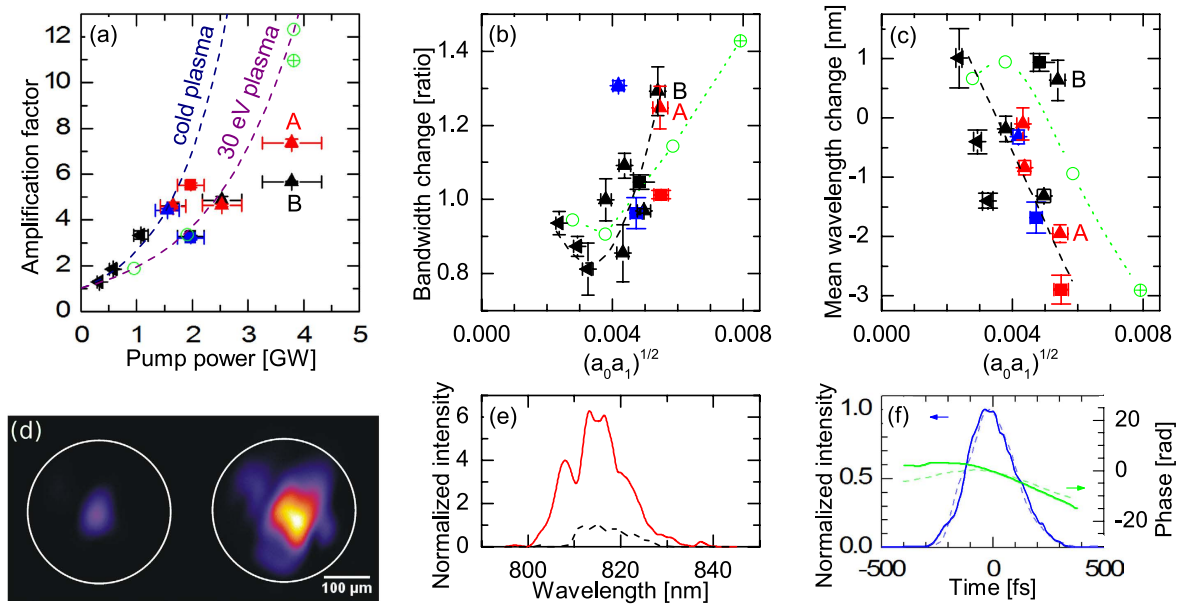 (a)
Amplification factor
12
10
8
6
4
2
1
0
0
1
2
3
4
5
Pump power [GW]
cold plasma
30 eV plasma
A
B
(b)
Bandwidth change [ratio]
1.4
1.2
1.0
0.8
0.000
0.004
0.008
(a₀a₁)^1/2
B
A
(c)
Mean wavelength change [nm]
1
0
-1
-2
-3
0.000
0.004
0.008
(a₀a₁)^1/2
B
A
(d)
100 µm
(e)
Normalized intensity
6
4
2
0
800
820
840
Wavelength [nm]
(f)
Normalized intensity
1.0
0.5
0.0
-500
0
500
Time [fs]
20
0
-20
Phase [rad]